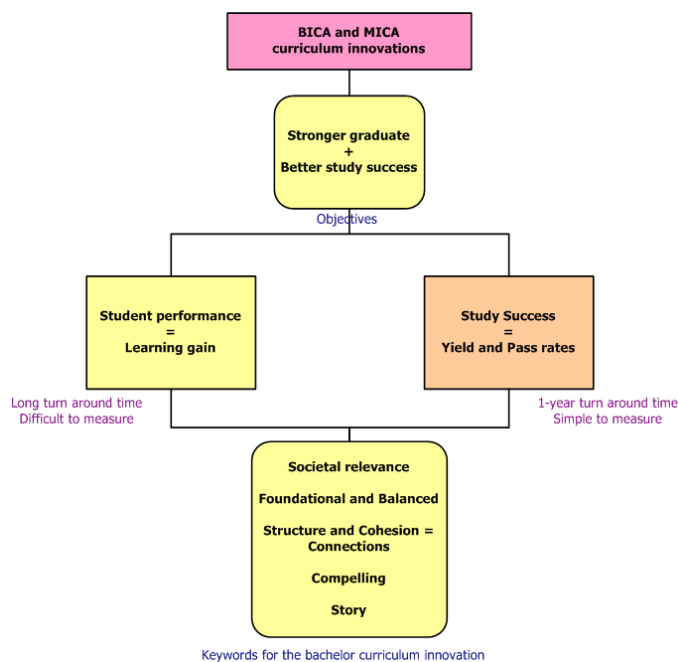 BICA and MICA
curriculum innovations
Stronger graduate
+
Better study success
Objectives
Student performance
=
Learning gain
Study Success
=
Yield and Pass rates
Long turn around time
Difficult to measure
1-year turn around time
Simple to measure
Societal relevance
Foundational and Balanced
Structure and Cohesion =
Connections
Compelling
Story
Keywords for the bachelor curriculum innovation